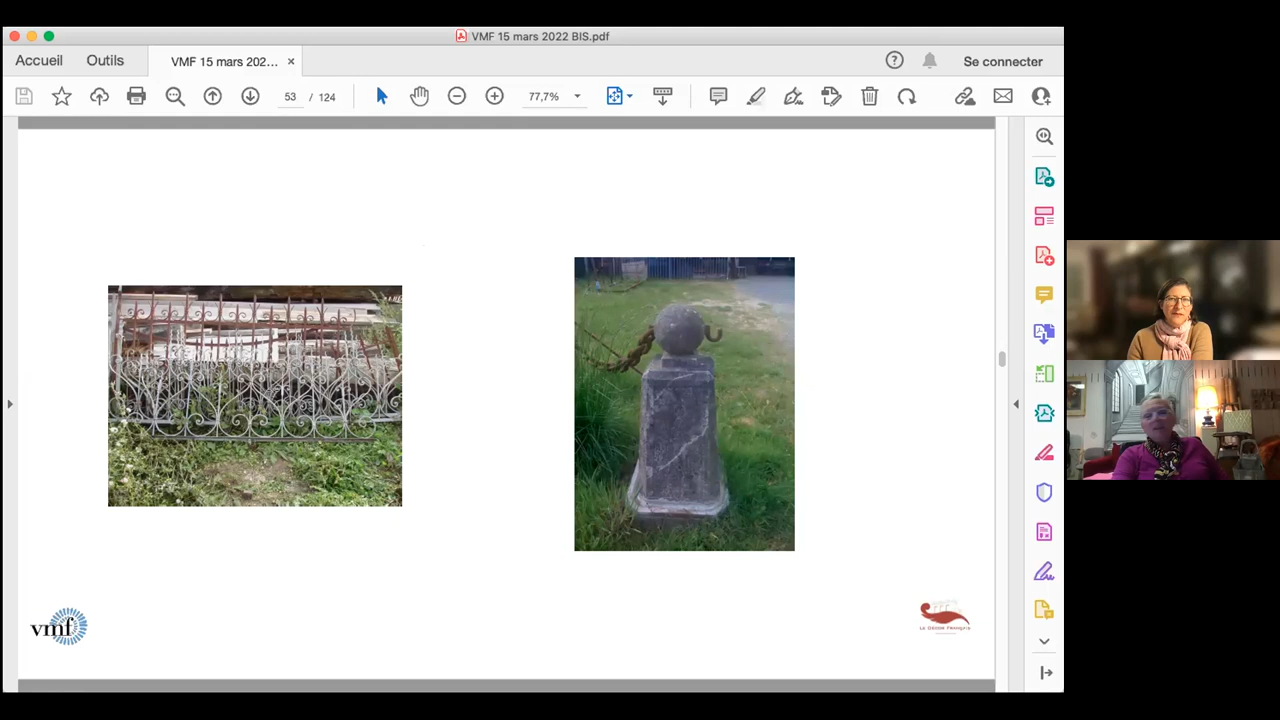 VMF 15 mars 2022 BIS.pdf
Accueil
Outils
VMF 15 mars 202...
Se connecter
53 / 124
77,7%
vmf